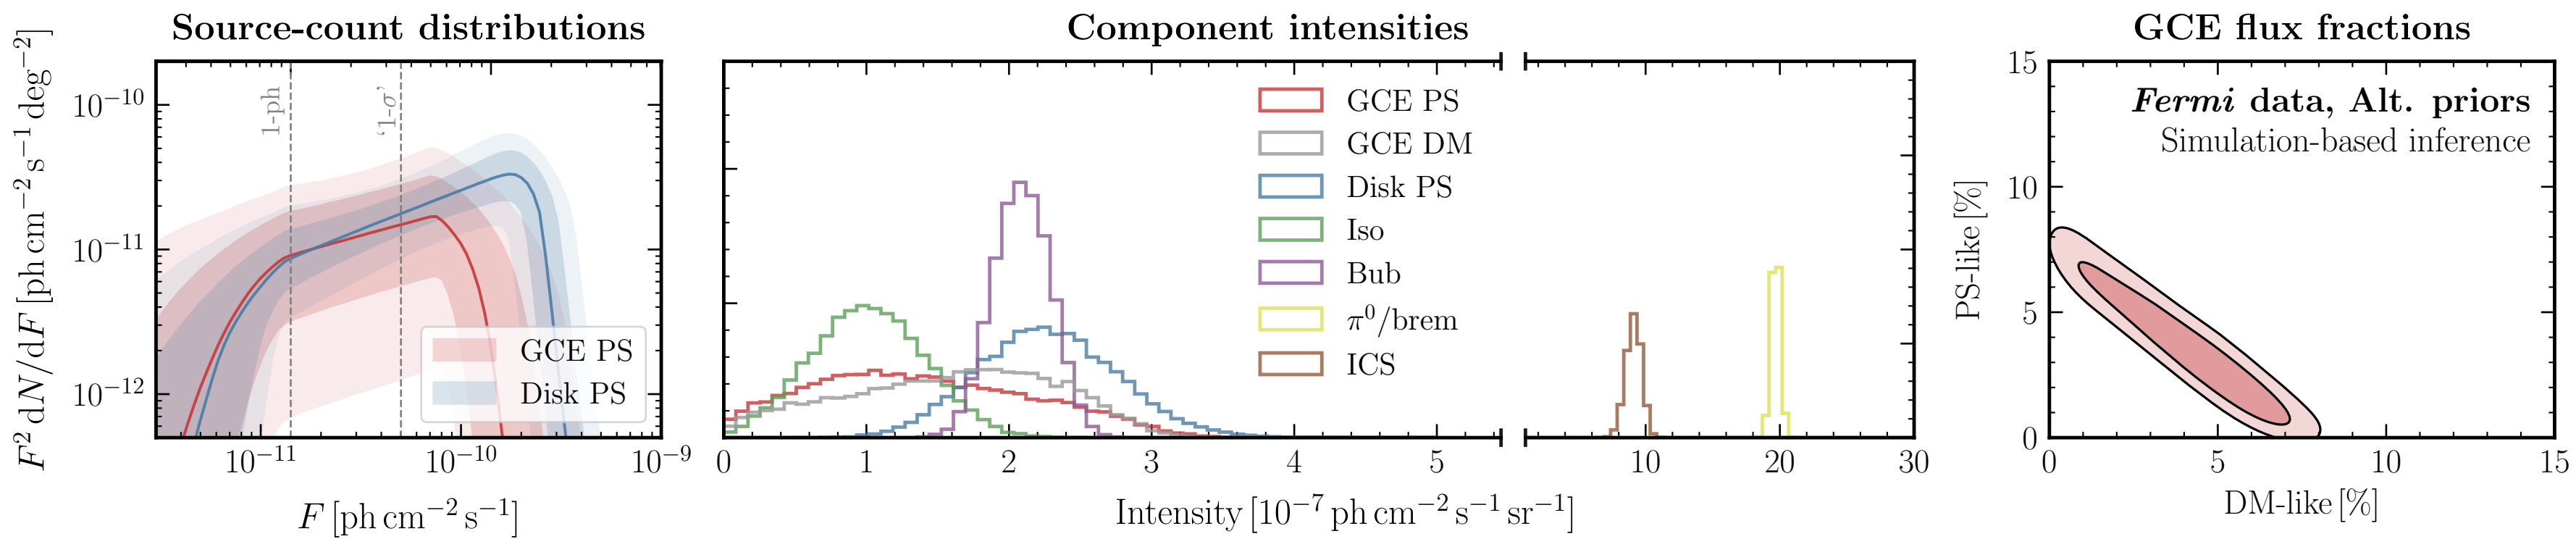 Source-count distributions
F² dN/dF [ph cm⁻² s⁻¹ deg⁻²]
10⁻¹⁰
10⁻¹¹
10⁻¹²
1-ph
‘1-σ’
GCE PS
Disk PS
10⁻¹¹ 10⁻¹⁰ 10⁻⁹
F [ph cm⁻² s⁻¹]
Component intensities
GCE PS
GCE DM
Disk PS
Iso
Bub
π⁰/brem
ICS
0 1 2 3 4 5 10 20 30
Intensity [10⁻⁷ ph cm⁻² s⁻¹ sr⁻¹]
GCE flux fractions
Fermi data, Alt. priors
Simulation-based inference
PS-like [%]
15
10
5
0
0 5 10 15
DM-like [%]